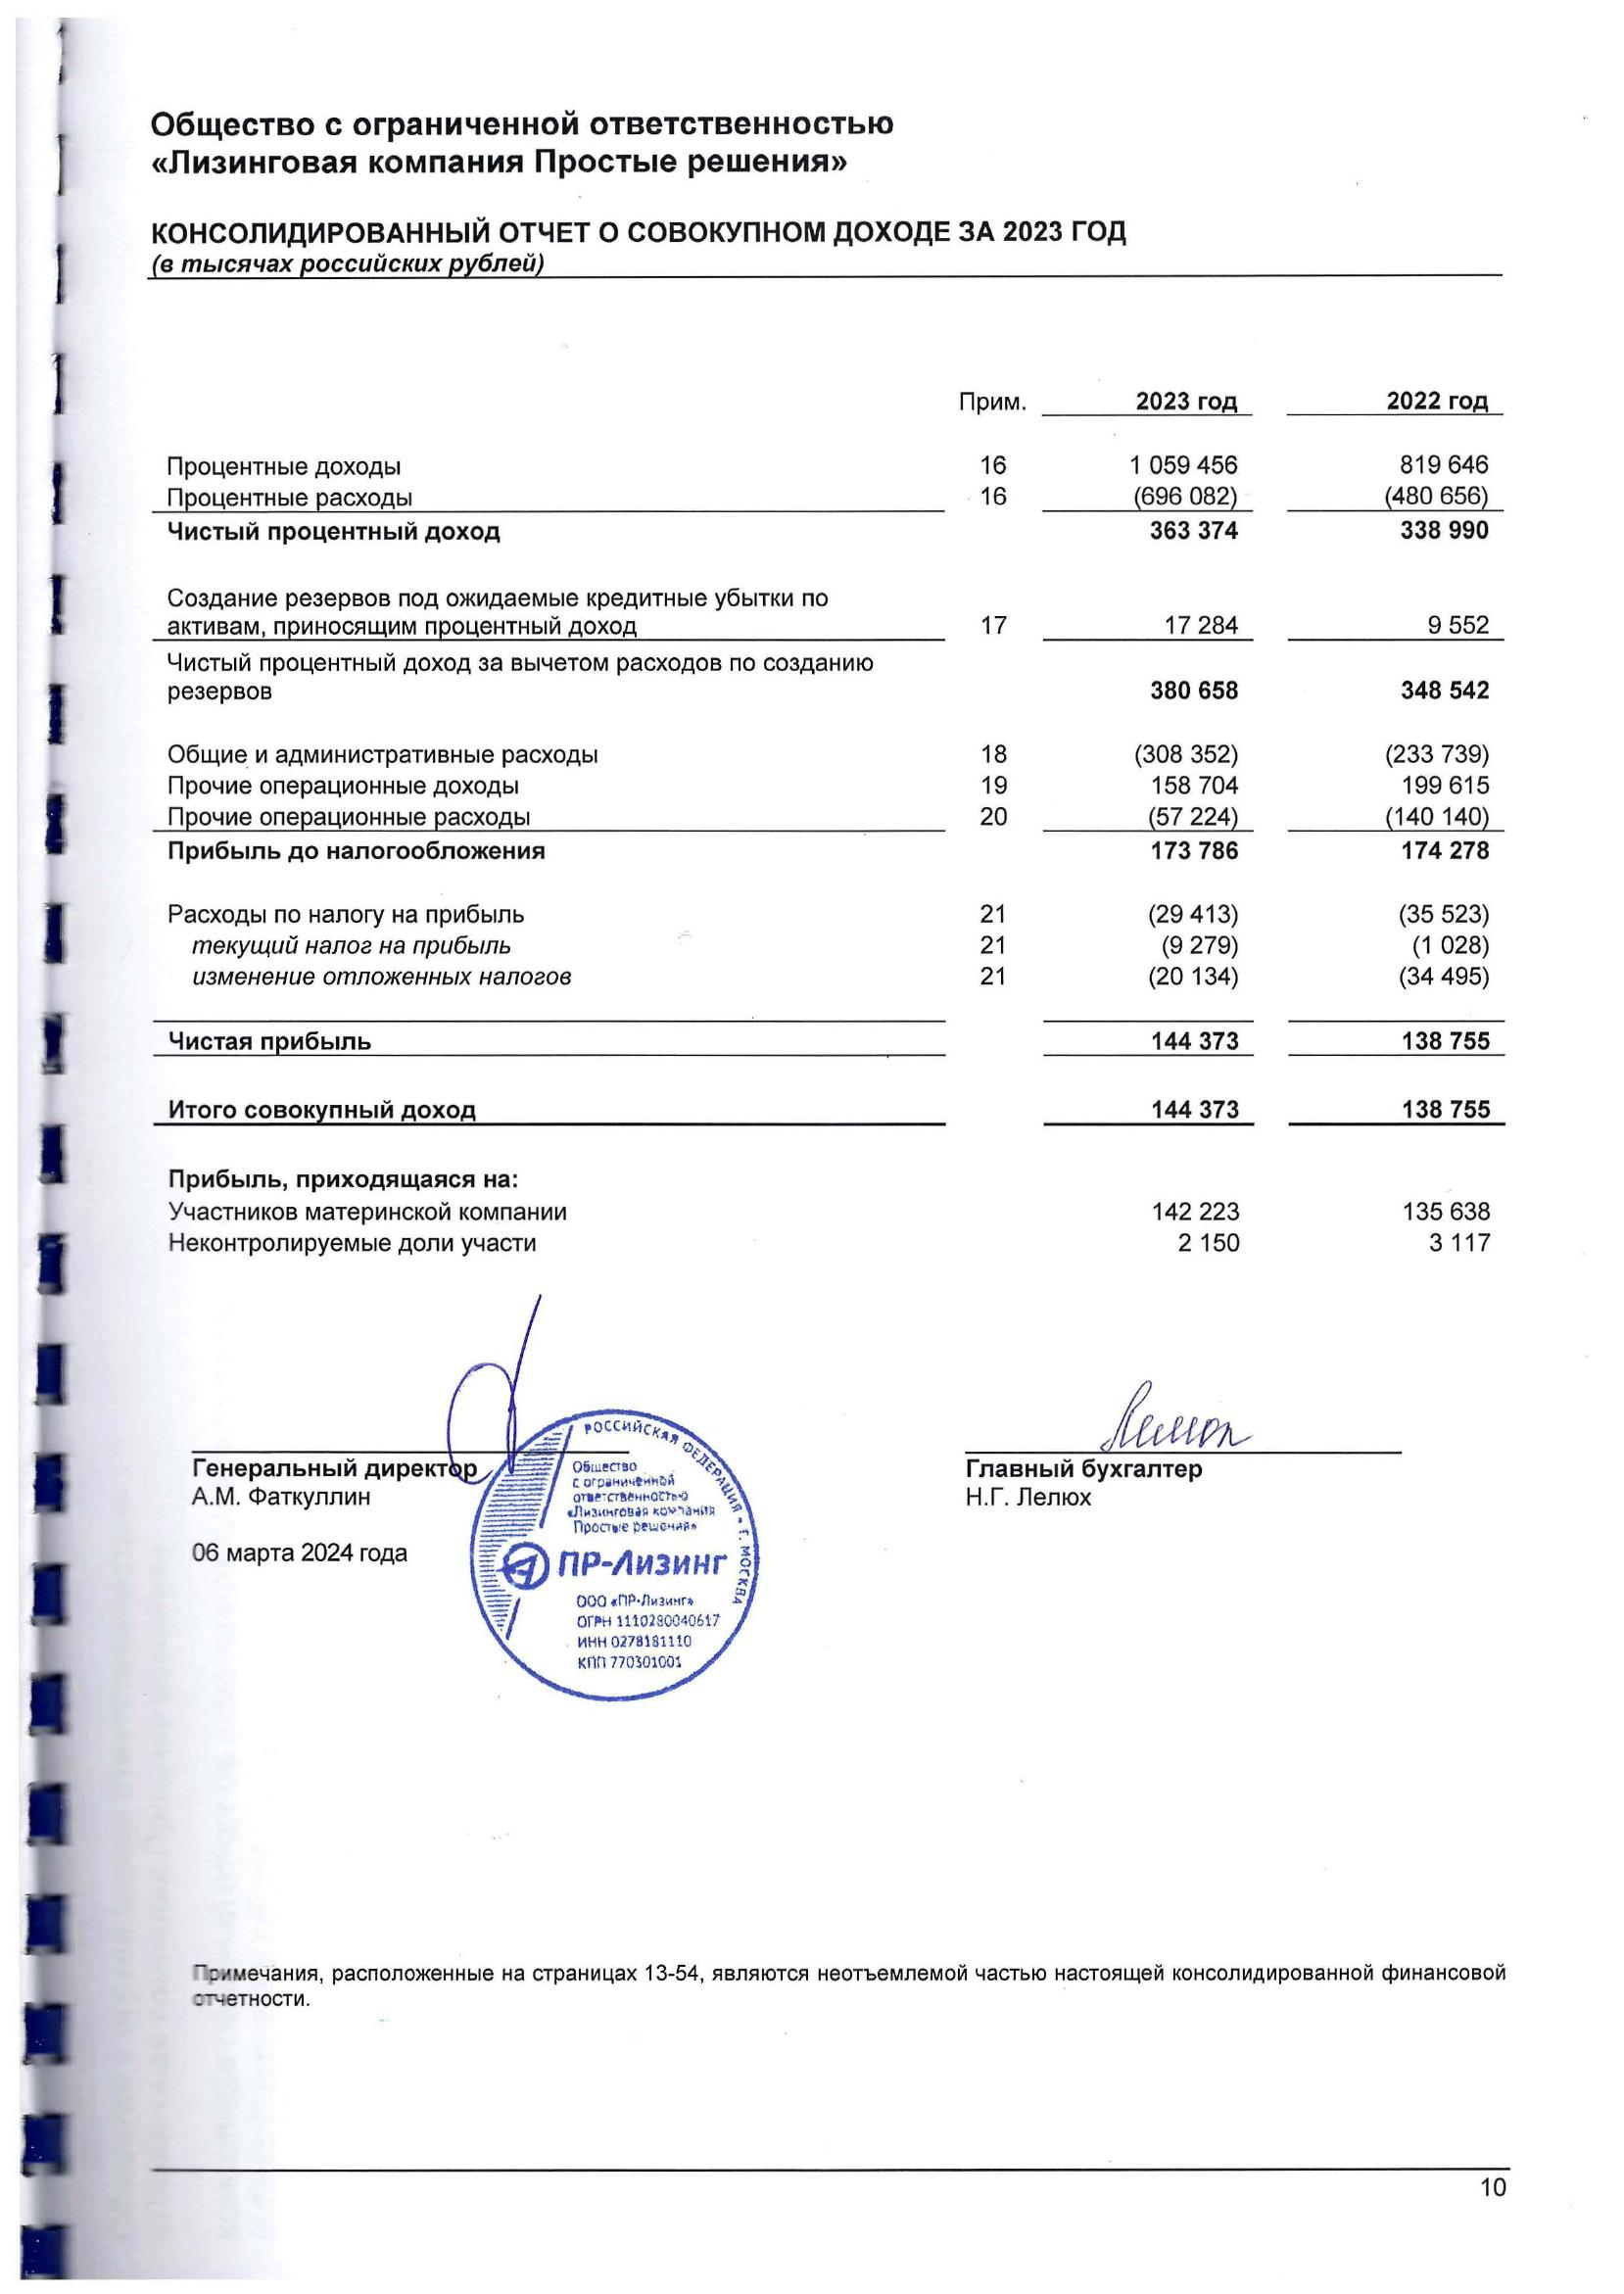 Общество с ограниченной ответственностью
«Лизинговая компания Простые решения»
КОНСОЛИДИРОВАННЫЙ ОТЧЕТ О СОВОКУПНОМ ДОХОДЕ ЗА 2023 ГОД
(в тысячах российских рублей)
Прим. 2023 год 2022 год
Процентные доходы 16 1 059 456 819 646
Процентные расходы 16 (696 082) (480 656)
Чистый процентный доход 363 374 338 990
Создание резервов под ожидаемые кредитные убытки по
активам, приносящим процентный доход 17 17 284 9 552
Чистый процентный доход за вычетом расходов по созданию
резервов 380 658 348 542
Общие и административные расходы 18 (308 352) (233 739)
Прочие операционные доходы 19 158 704 199 615
Прочие операционные расходы 20 (57 224) (140 140)
Прибыль до налогообложения 173 786 174 278
Расходы по налогу на прибыль 21 (29 413) (35 523)
текущий налог на прибыль 21 (9 279) (1 028)
изменение отложенных налогов 21 (20 134) (34 495)
Чистая прибыль 144 373 138 755
Итого совокупный доход 144 373 138 755
Прибыль, приходящаяся на:
Участников материнской компании 142 223 135 638
Неконтролируемые доли участи 2 150 3 117
Генеральный директор
А.М. Фаткуллин
06 марта 2024 года
РОССИЙСКАЯ ФЕДЕРАЦИЯ • Г. МОСКВА
Общество
с ограниченной
ответственностью
«Лизинговая компания
Простые решения»
ПР-Лизинг
ООО «ПР-Лизинг»
ОГРН 1110280040617
ИНН 0278181110
КПП 770301001
Лелюх
Главный бухгалтер
Н.Г. Лелюх
Примечания, расположенные на страницах 13-54, являются неотъемлемой частью настоящей консолидированной финансовой
отчетности.
10